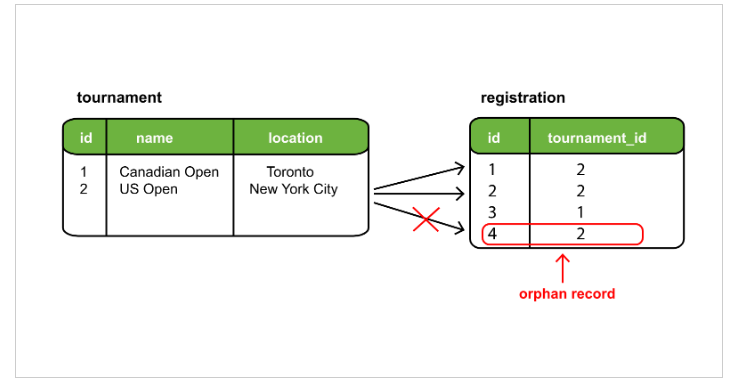 tournament
id name location
1 Canadian Open Toronto
2 US Open New York City
registration
id tournament_id
1 2
2 2
3 1
4 2
orphan record